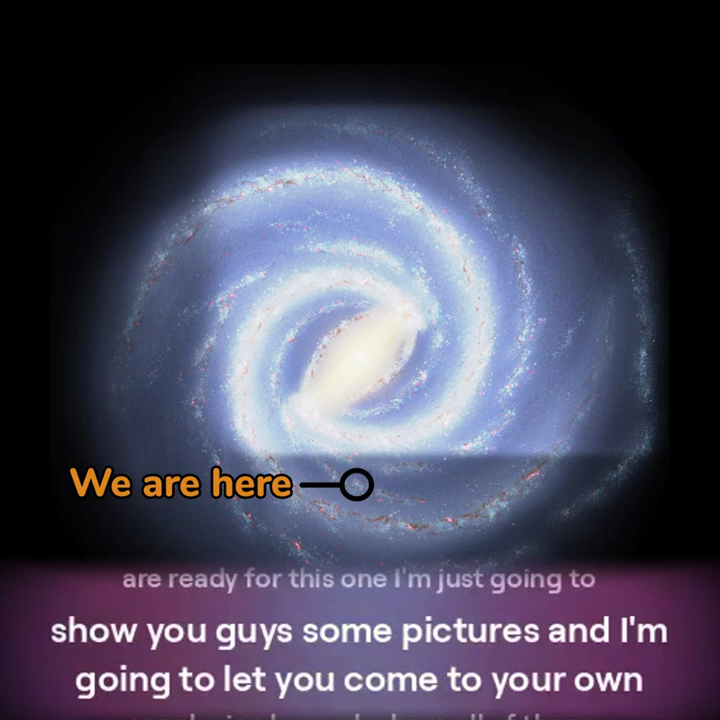 We are here
are ready for this one I'm just going to
show you guys some pictures and I'm
going to let you come to your own